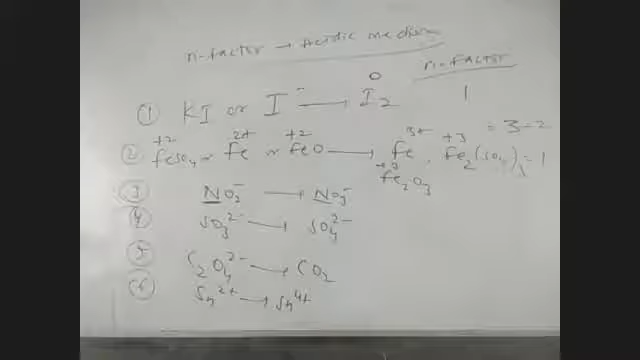 n-factor → Acidic medium
n-factor
① KI or I⁻ → I₂ 0 1
② FeSO₄ +2 or Fe 2+ or FeO +2 → Fe 3+, Fe₂(SO₄)₃ +3 = 3-2 = 1
Fe₂O₃ +3
③ NO₂⁻ → NO₃⁻
④ SO₃²⁻ → SO₄²⁻
⑤ C₂O₄²⁻ → CO₂
⑥ Sn²⁺ → Sn⁴⁺